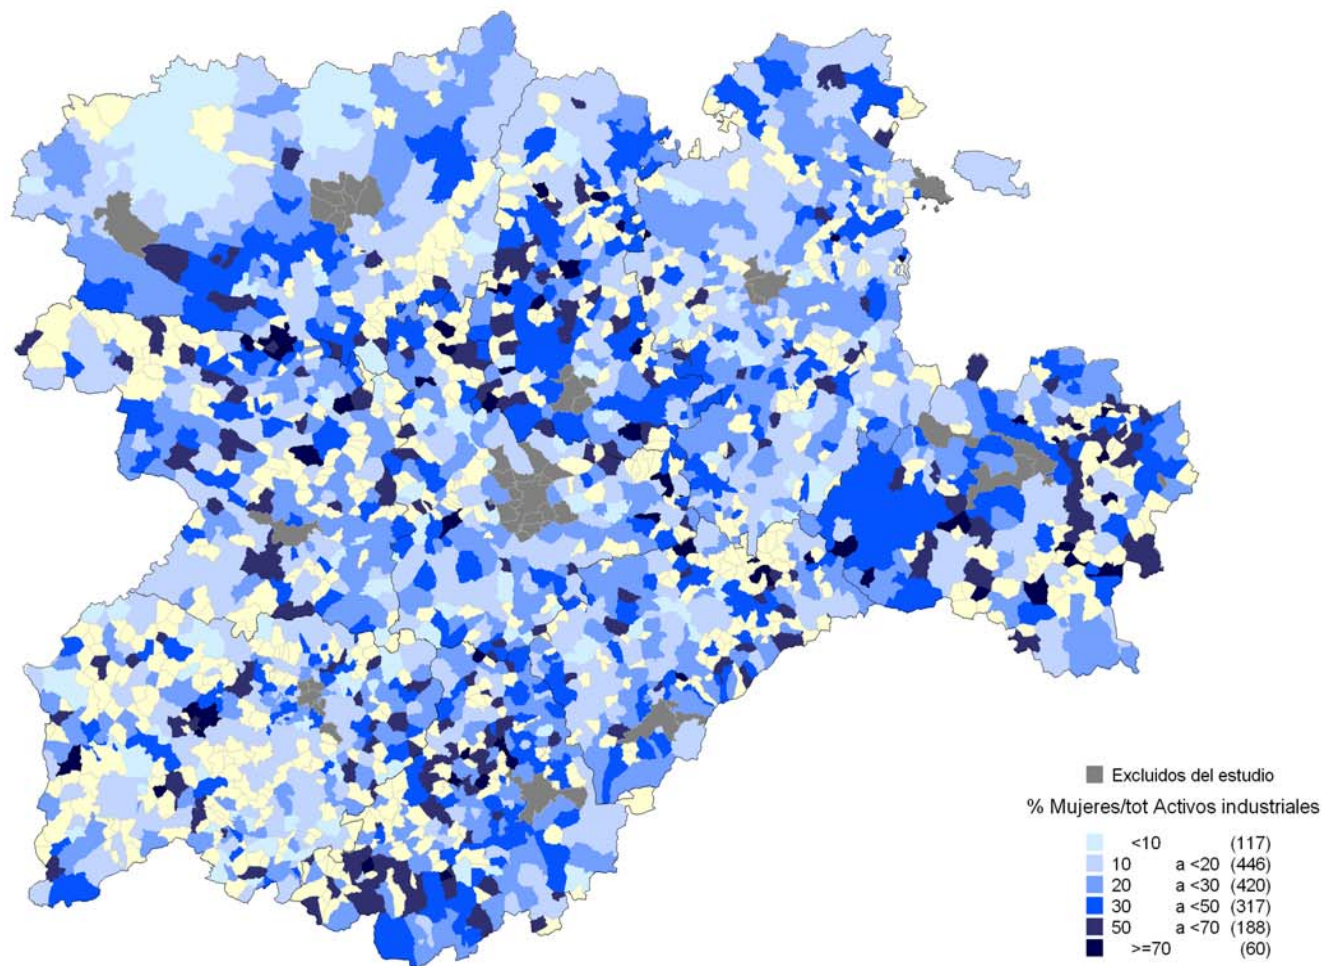 Excluidos del estudio
% Mujeres/tot Activos industriales
<10 (117)
10 a <20 (446)
20 a <30 (420)
30 a <50 (317)
50 a <70 (188)
>=70 (60)